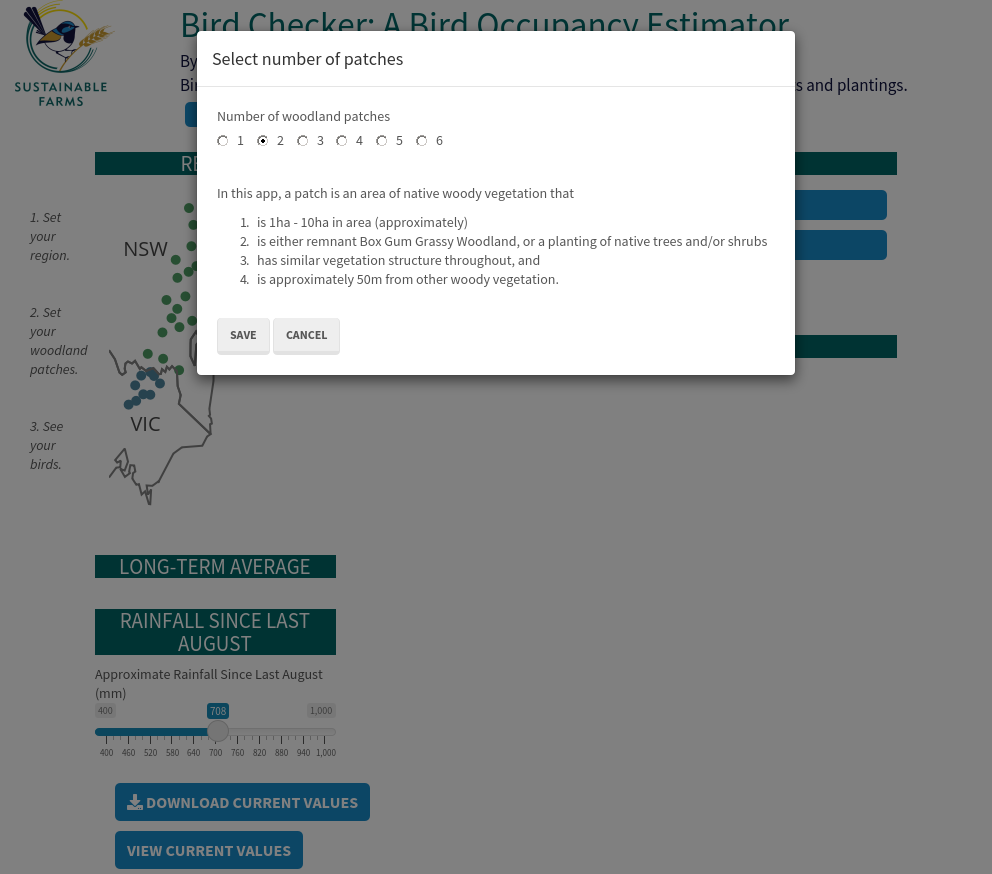 Bird Checker: A Bird Occupancy Estimator
SUSTAINABLE
FARMS
By
Bir
s and plantings.
Select number of patches
Number of woodland patches
1 2 3 4 5 6
In this app, a patch is an area of native woody vegetation that
1. is 1ha - 10ha in area (approximately)
2. is either remnant Box Gum Grassy Woodland, or a planting of native trees and/or shrubs
3. has similar vegetation structure throughout, and
4. is approximately 50m from other woody vegetation.
SAVE CANCEL
RE
1. Set
your
region.
2. Set
your
woodland
patches.
3. See
your
birds.
NSW
VIC
LONG-TERM AVERAGE
RAINFALL SINCE LAST
AUGUST
Approximate Rainfall Since Last August
(mm)
400 708 1,000
400 460 520 580 640 700 760 820 880 940 1,000
DOWNLOAD CURRENT VALUES
VIEW CURRENT VALUES